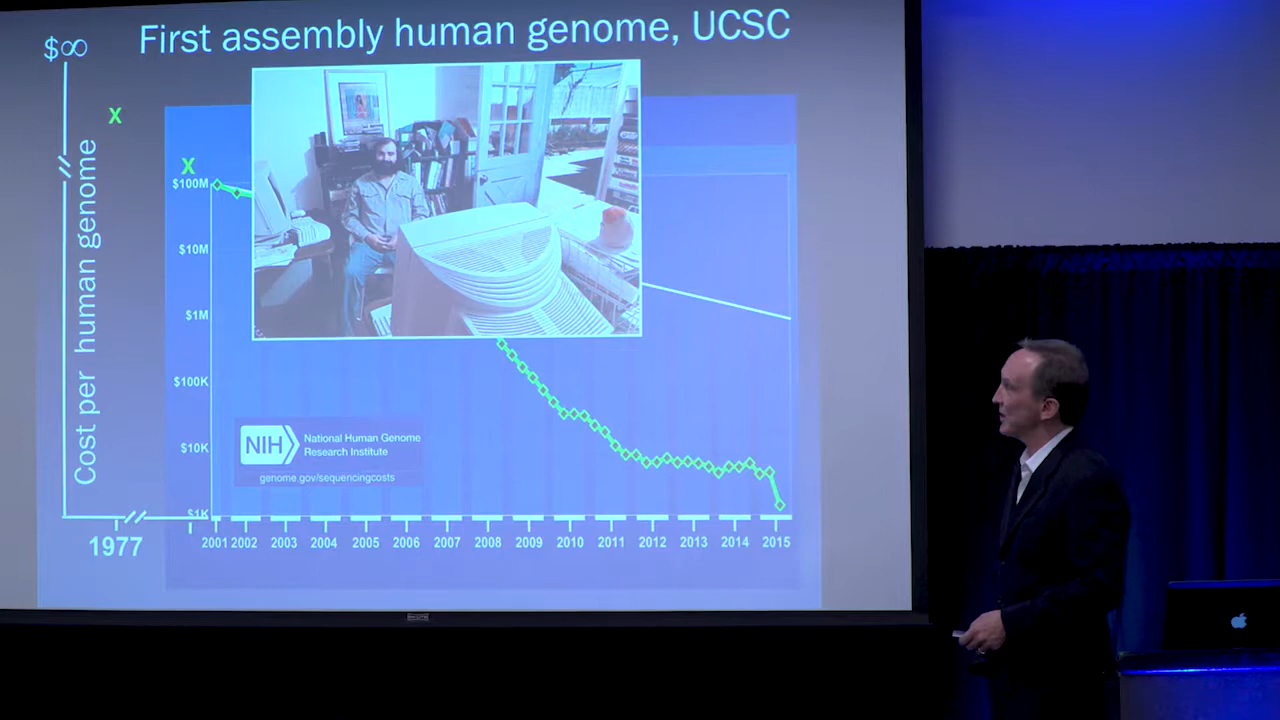 First assembly human genome, UCSC
$∞
X
X
Cost per human genome
$100M
$10M
$1M
$100K
$10K
$1K
NIH
National Human Genome
Research Institute
genome.gov/sequencingcosts
1977
2001 2002 2003 2004 2005 2006 2007 2008 2009 2010 2011 2012 2013 2014 2015